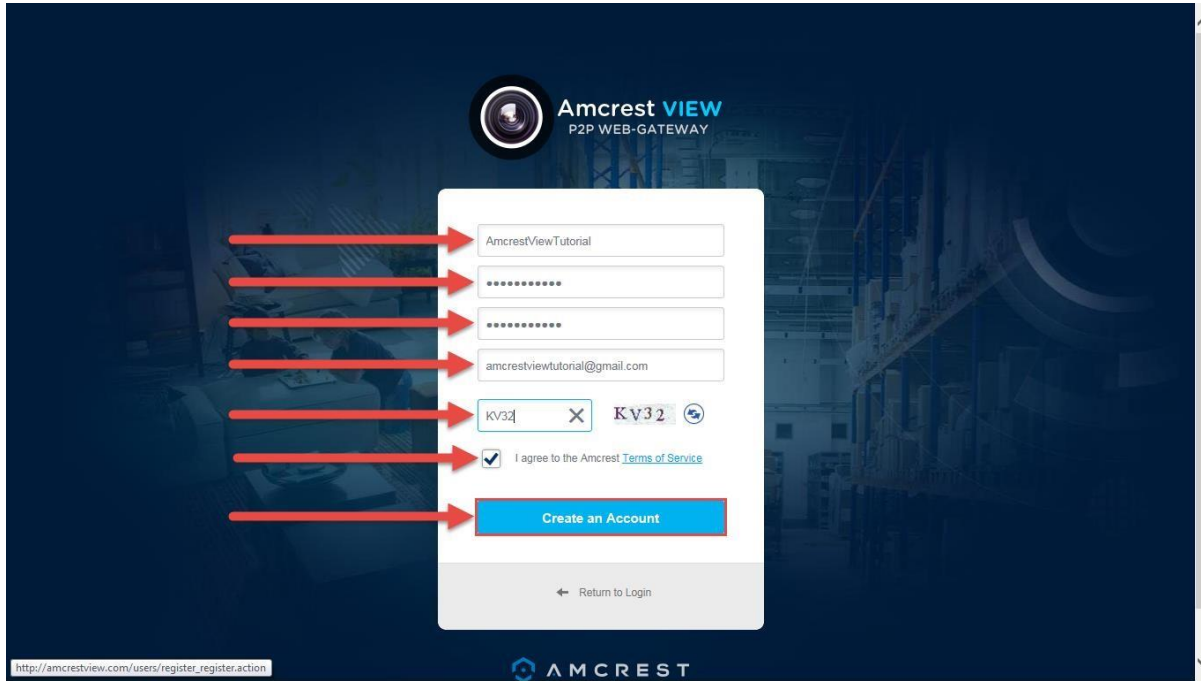 Amcrest VIEW
P2P WEB-GATEWAY
AmcrestViewTutorial
•••••••••••
•••••••••••
amcrestviewtutorial@gmail.com
KV32 KV32
I agree to the Amcrest Terms of Service
Create an Account
Return to Login
http://amcrestview.com/users/register_register.action
AMCREST